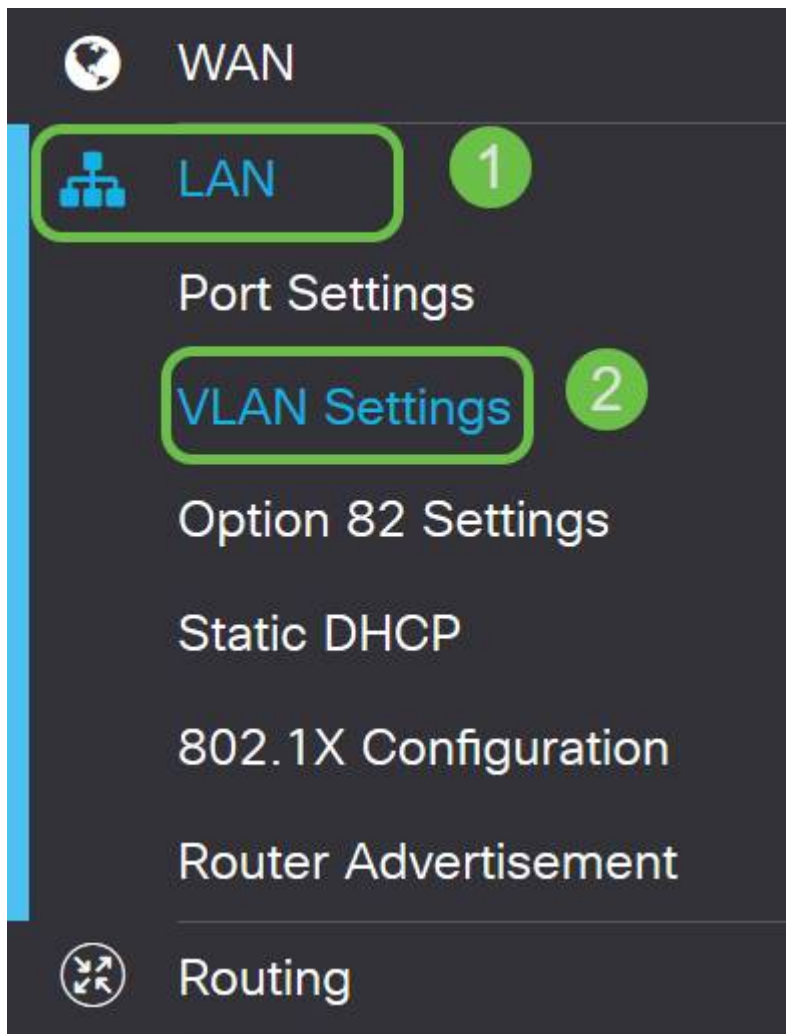 WAN
LAN 1
Port Settings
VLAN Settings 2
Option 82 Settings
Static DHCP
802.1X Configuration
Router Advertisement
Routing